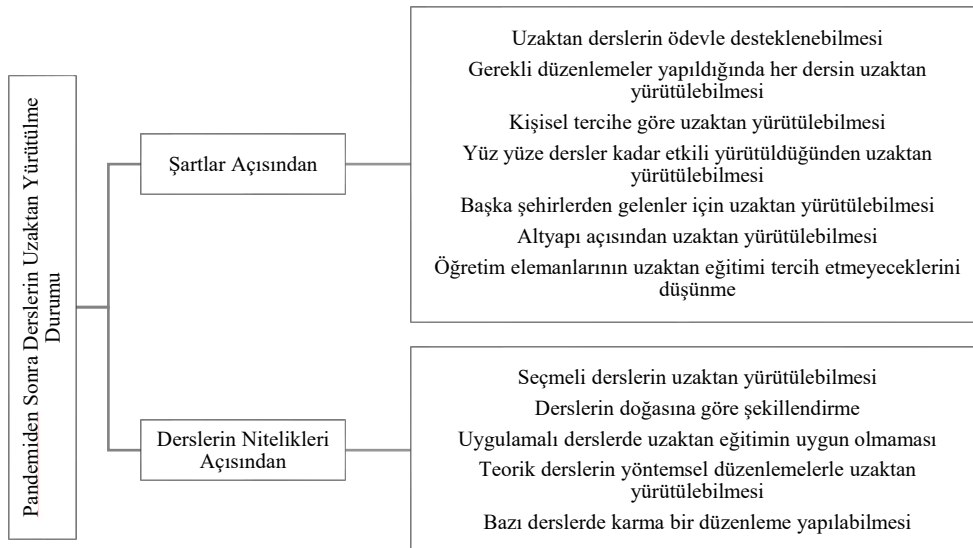 Pandemiden Sonra Derslerin Uzaktan Yürütülme
Durumu
Şartlar Açısından
Uzaktan derslerin ödevle desteklenebilmesi
Gerekli düzenlemeler yapıldığında her dersin uzaktan
yürütülebilmesi
Kişisel tercihe göre uzaktan yürütülebilmesi
Yüz yüze dersler kadar etkili yürütüldüğünden uzaktan
yürütülebilmesi
Başka şehirlerden gelenler için uzaktan yürütülebilmesi
Altyapı açısından uzaktan yürütülebilmesi
Öğretim elemanlarının uzaktan eğitimi tercih etmeyeceklerini
düşünme
Derslerin Nitelikleri
Açısından
Seçmeli derslerin uzaktan yürütülebilmesi
Derslerin doğasına göre şekillendirme
Uygulamalı derslerde uzaktan eğitimin uygun olmaması
Teorik derslerin yöntemsel düzenlemelerle uzaktan
yürütülebilmesi
Bazı derslerde karma bir düzenleme yapılabilmesi